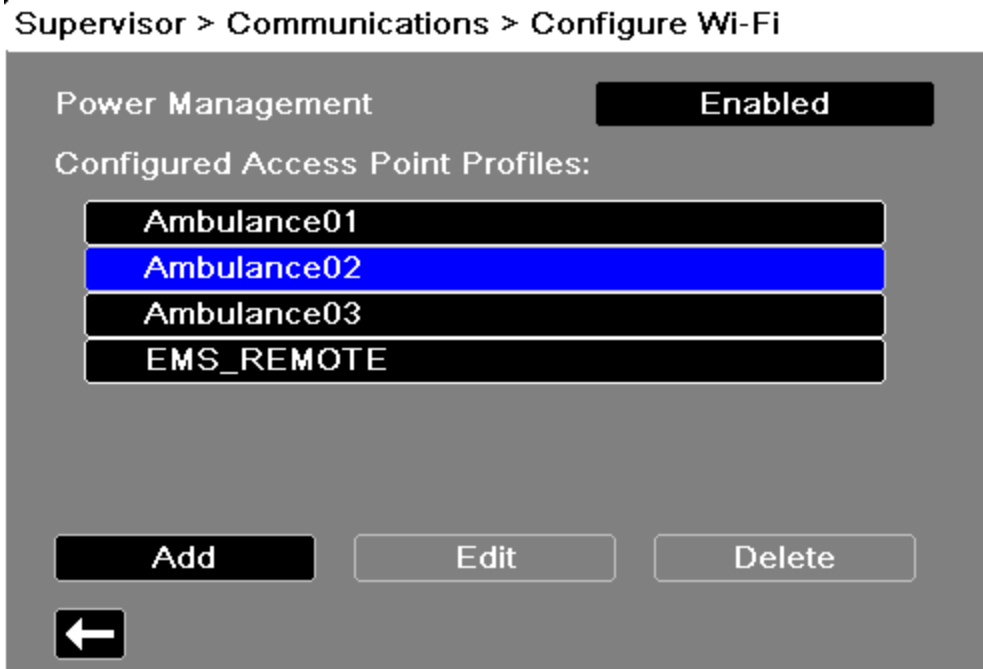 Supervisor > Communications > Configure Wi-Fi
Power Management Enabled
Configured Access Point Profiles:
Ambulance01
Ambulance02
Ambulance03
EMS_REMOTE
Add Edit Delete